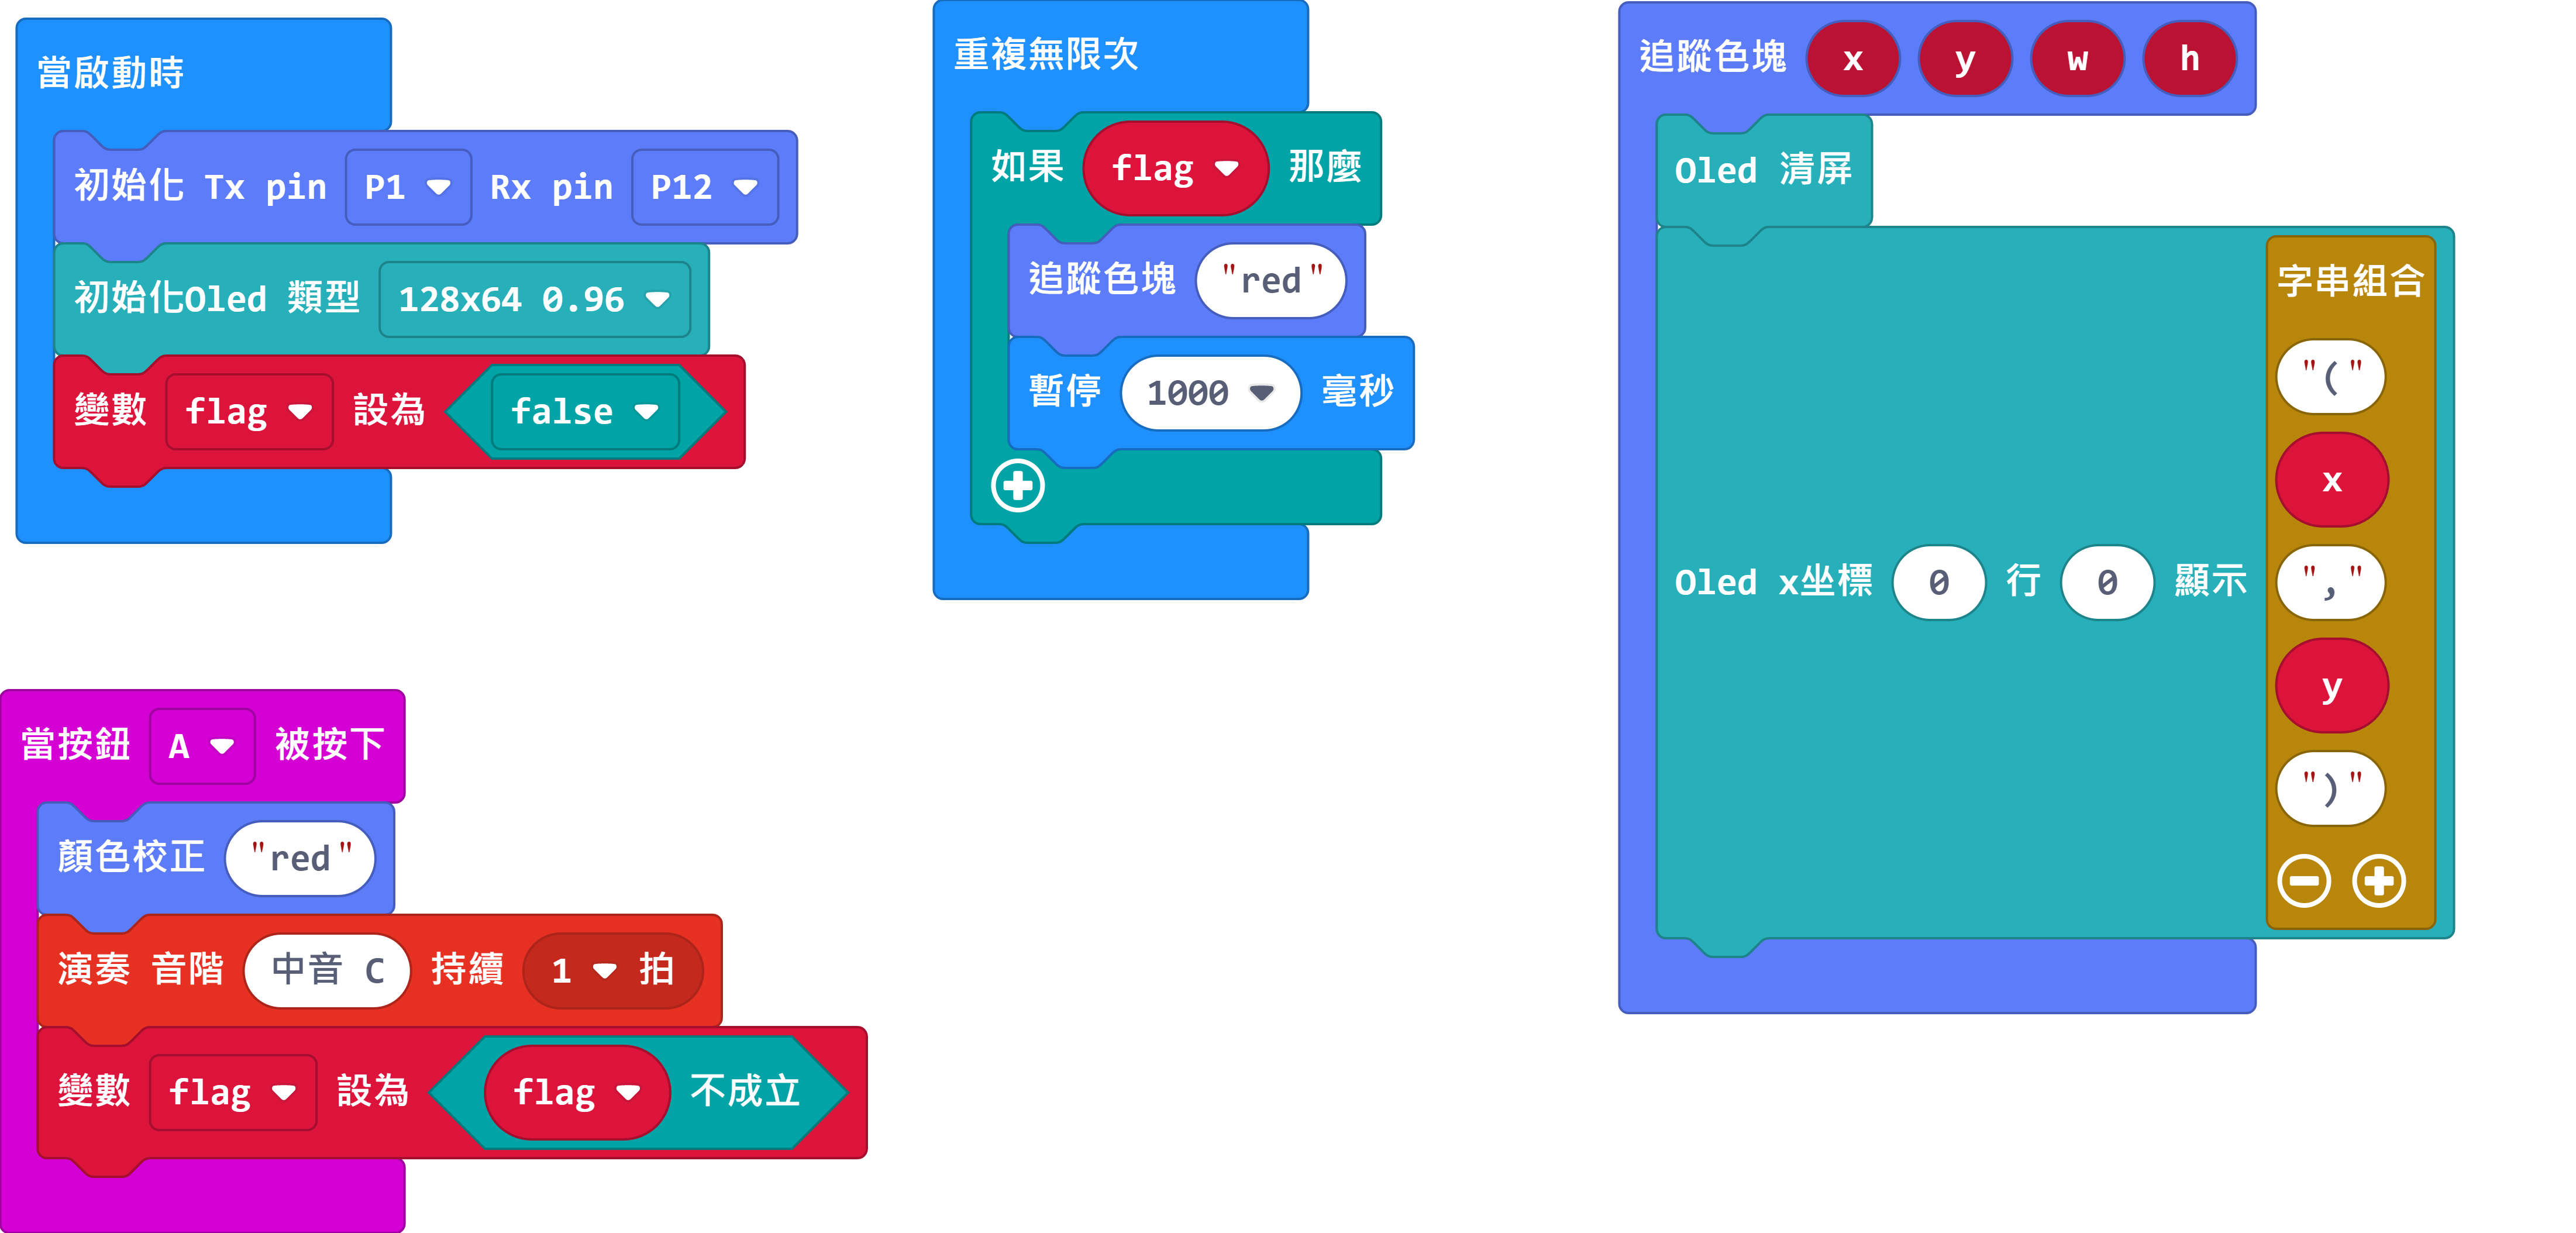 當啟動時
初始化 Tx pin P1 Rx pin P12
初始化Oled 類型 128x64 0.96
變數 flag 設為 false
重複無限次
如果 flag 那麼
追蹤色塊 "red"
暫停 1000 毫秒
追蹤色塊 x y w h
Oled 清屏
Oled x坐標 0 行 0 顯示
字串組合
"("
x
","
y
")"
當按鈕 A 被按下
顏色校正 "red"
演奏 音階 中音 C 持續 1 拍
變數 flag 設為 flag 不成立